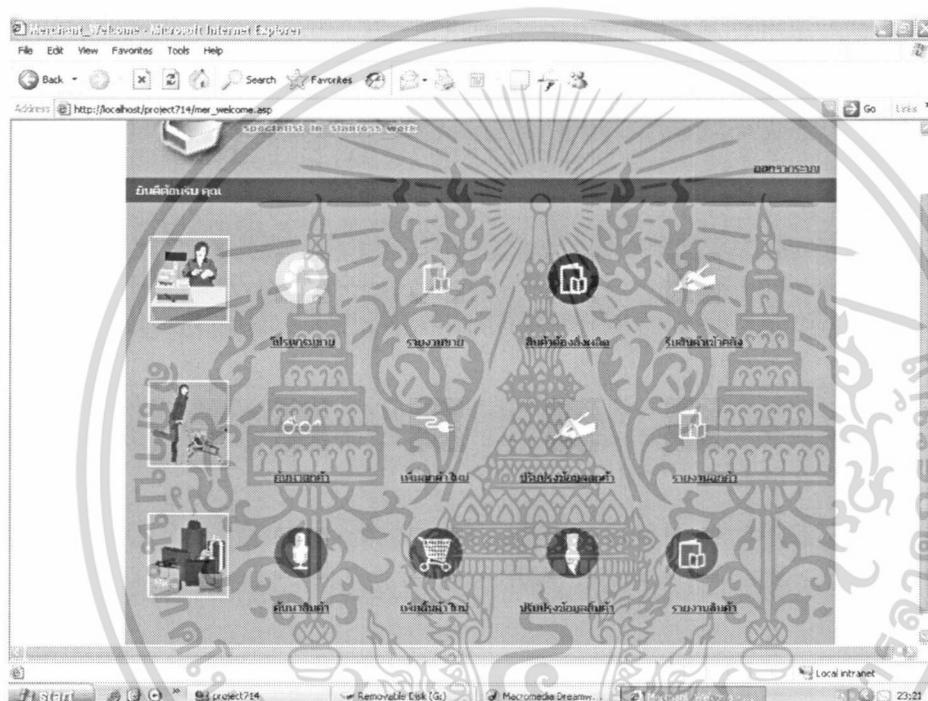 Merchant_Welcome - Microsoft Internet Explorer
File Edit View Favorites Tools Help
Back Search Favorites
Address http://localhost/project714/mer_welcome.asp Go Links
specialist in stainless work
ออกจากระบบ
ยินดีต้อนรับ คุณ
โปรแกรมขาย รายงานขาย สินค้าต้องสั่งผลิต รับสินค้าเข้าคลัง
ค้นหาลูกค้า เพิ่มลูกค้าใหม่ ปรับปรุงข้อมูลลูกค้า รายงานลูกค้า
ค้นหาสินค้า เพิ่มสินค้าใหม่ ปรับปรุงข้อมูลสินค้า รายงานสินค้า
Local intranet
Start project714 Removable Disk (G:) Macromedia Dreamw... 23:21